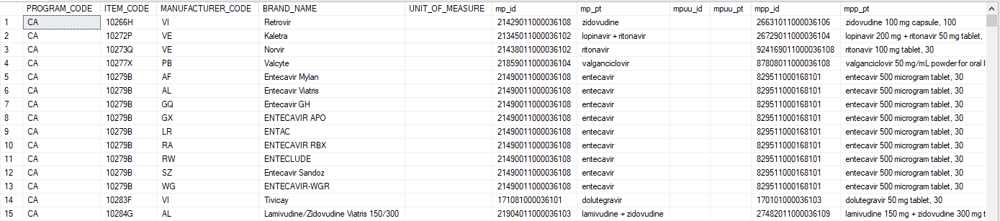 PROGRAM_CODE ITEM_CODE MANUFACTURER_CODE BRAND_NAME UNIT_OF_MEASURE mp_id mp_pt mpuu_id mpuu_pt mpp_id mpp_pt
1 CA 10266H VI Retrovir 21429011000036108 zidovudine 26631011000036106 zidovudine 100 mg capsule, 100
2 CA 10272P VE Kaletra 21345011000036102 lopinavir + ritonavir 26729011000036104 lopinavir 200 mg + ritonavir 50 mg tablet,
3 CA 10273Q VE Norvir 21438011000036102 ritonavir 924169011000036108 ritonavir 100 mg tablet, 30
4 CA 10277X PB Valcyte 21859011000036104 valganciclovir 87808011000036108 valganciclovir 50 mg/mL powder for oral l
5 CA 10279B AF Entecavir Mylan 21490011000036108 entecavir 829511000168101 entecavir 500 microgram tablet, 30
6 CA 10279B AL Entecavir Viatris 21490011000036108 entecavir 829511000168101 entecavir 500 microgram tablet, 30
7 CA 10279B GQ Entecavir GH 21490011000036108 entecavir 829511000168101 entecavir 500 microgram tablet, 30
8 CA 10279B GX ENTECAVIR APO 21490011000036108 entecavir 829511000168101 entecavir 500 microgram tablet, 30
9 CA 10279B LR ENTAC 21490011000036108 entecavir 829511000168101 entecavir 500 microgram tablet, 30
10 CA 10279B RA ENTECAVIR RBX 21490011000036108 entecavir 829511000168101 entecavir 500 microgram tablet, 30
11 CA 10279B RW ENTECLUDE 21490011000036108 entecavir 829511000168101 entecavir 500 microgram tablet, 30
12 CA 10279B SZ Entecavir Sandoz 21490011000036108 entecavir 829511000168101 entecavir 500 microgram tablet, 30
13 CA 10279B WG ENTECAVIR-WGR 21490011000036108 entecavir 829511000168101 entecavir 500 microgram tablet, 30
14 CA 10283F VI Tivicay 171081000036101 dolutegravir 170101000036103 dolutegravir 50 mg tablet, 30
15 CA 10284G AL Lamivudine/Zidovudine Viatris 150/300 21904011000036103 lamivudine + zidovudine 27482011000036109 lamivudine 150 mg + zidovudine 300 mg t